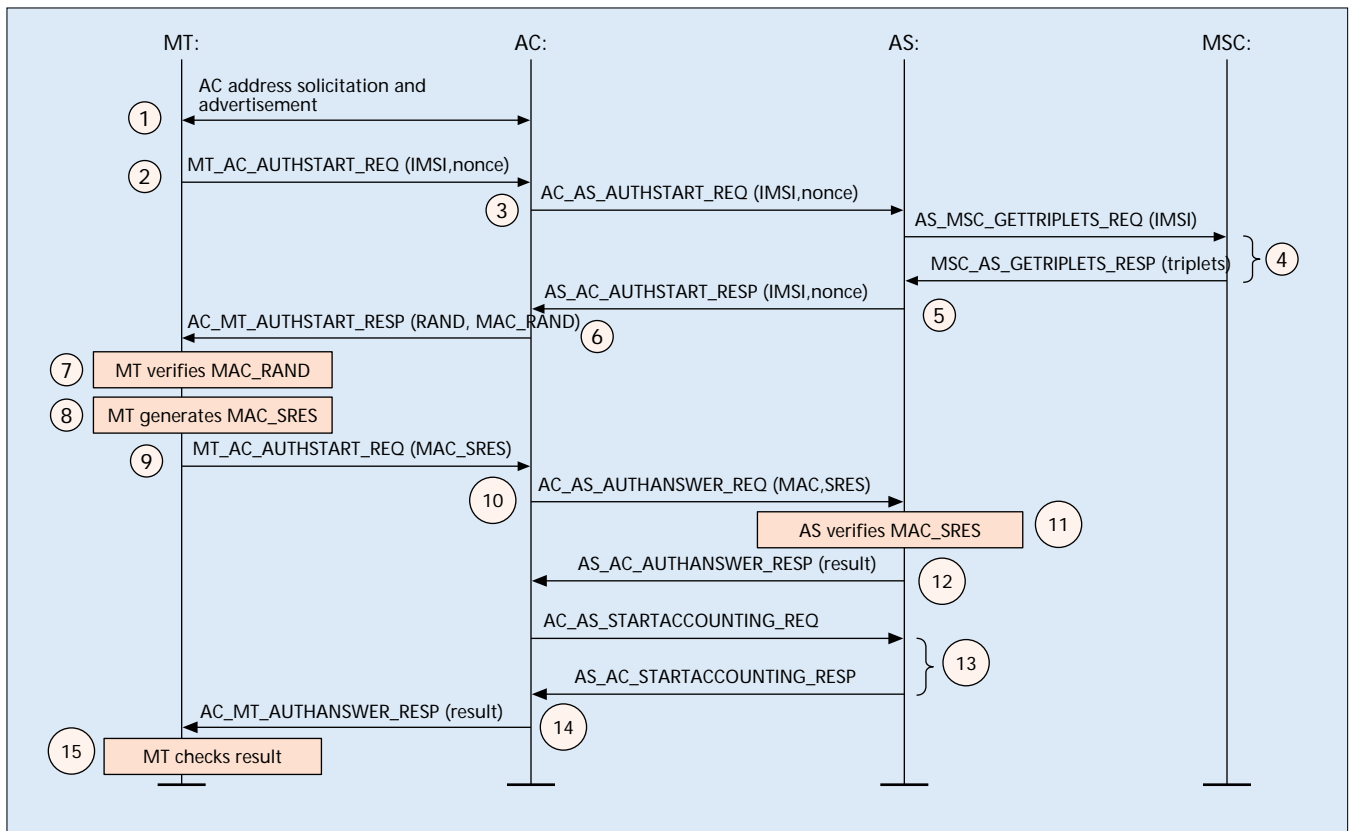 MT: AC: AS: MSC:
AC address solicitation and
advertisement
1
MT_AC_AUTHSTART_REQ (IMSI,nonce)
2
AC_AS_AUTHSTART_REQ (IMSI,nonce)
3
AS_MSC_GETTRIPLETS_REQ (IMSI)
4
MSC_AS_GETRIPLETS_RESP (triplets)
AS_AC_AUTHSTART_RESP (IMSI,nonce)
5
AC_MT_AUTHSTART_RESP (RAND, MAC_RAND)
6
7 MT verifies MAC_RAND
8 MT generates MAC_SRES
MT_AC_AUTHSTART_REQ (MAC_SRES)
9
AC_AS_AUTHANSWER_REQ (MAC,SRES)
10
AS verifies MAC_SRES 11
AS_AC_AUTHANSWER_RESP (result)
12
AC_AS_STARTACCOUNTING_REQ
13
AS_AC_STARTACCOUNTING_RESP
AC_MT_AUTHANSWER_RESP (result)
14
15 MT checks result